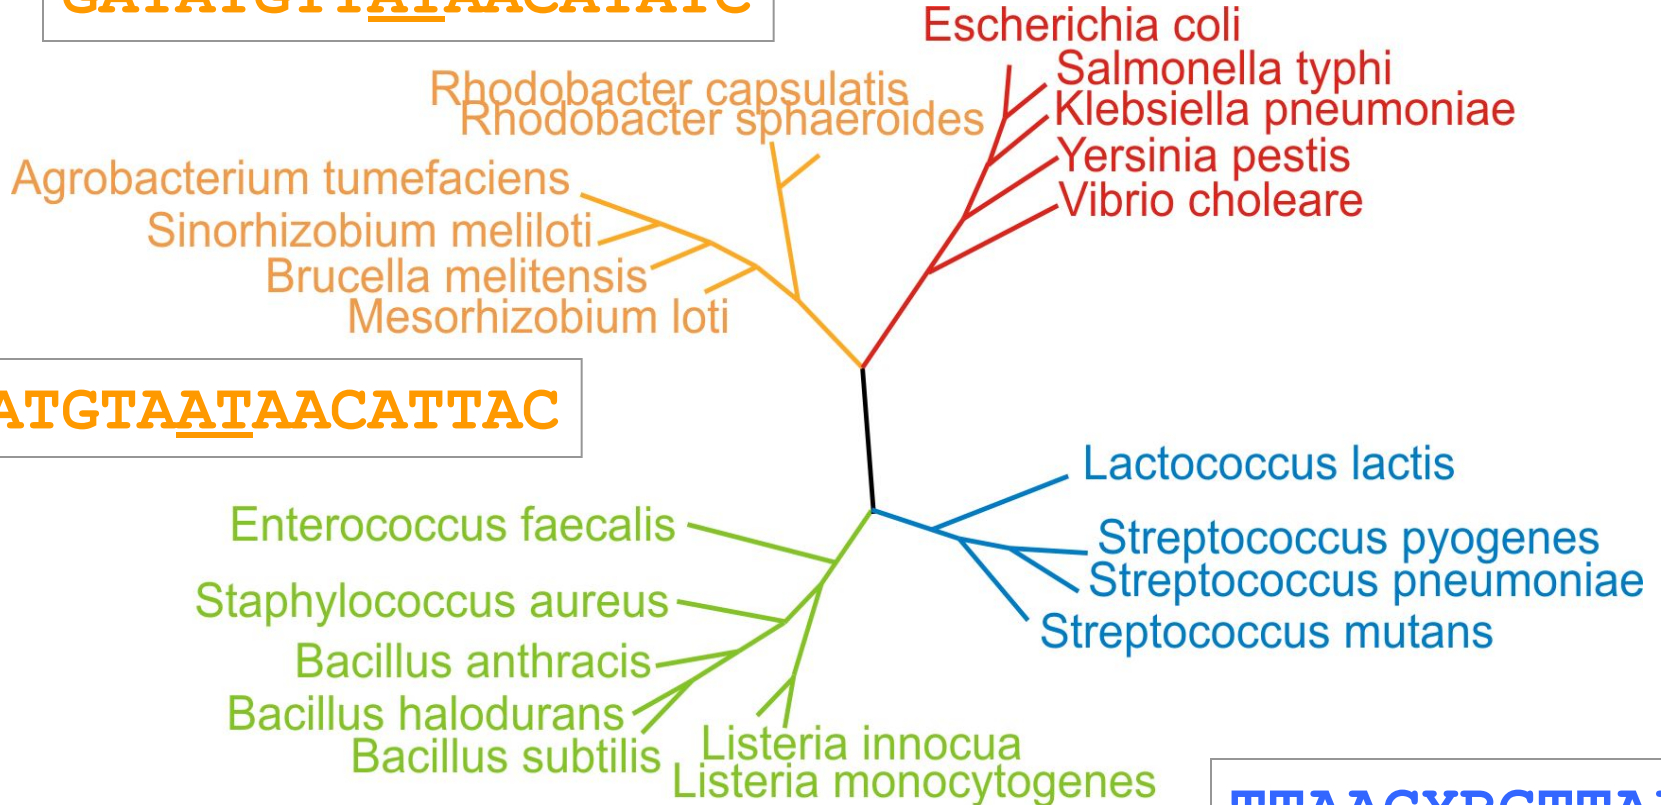 GATATGTTATAACATATC
Escherichia coli
Salmonella typhi
Rhodobacter capsulatis
Klebsiella pneumoniae
Rhodobacter sphaeroides
Yersinia pestis
Agrobacterium tumefaciens
Vibrio choleare
Sinorhizobium meliloti
Brucella melitensis
Mesorhizobium loti
ATGTAATAACATTAC
Lactococcus lactis
Enterococcus faecalis
Streptococcus pyogenes
Streptococcus pneumoniae
Staphylococcus aureus
Streptococcus mutans
Bacillus anthracis
Bacillus halodurans
Listeria innocua
Bacillus subtilis
Listeria monocytogenes